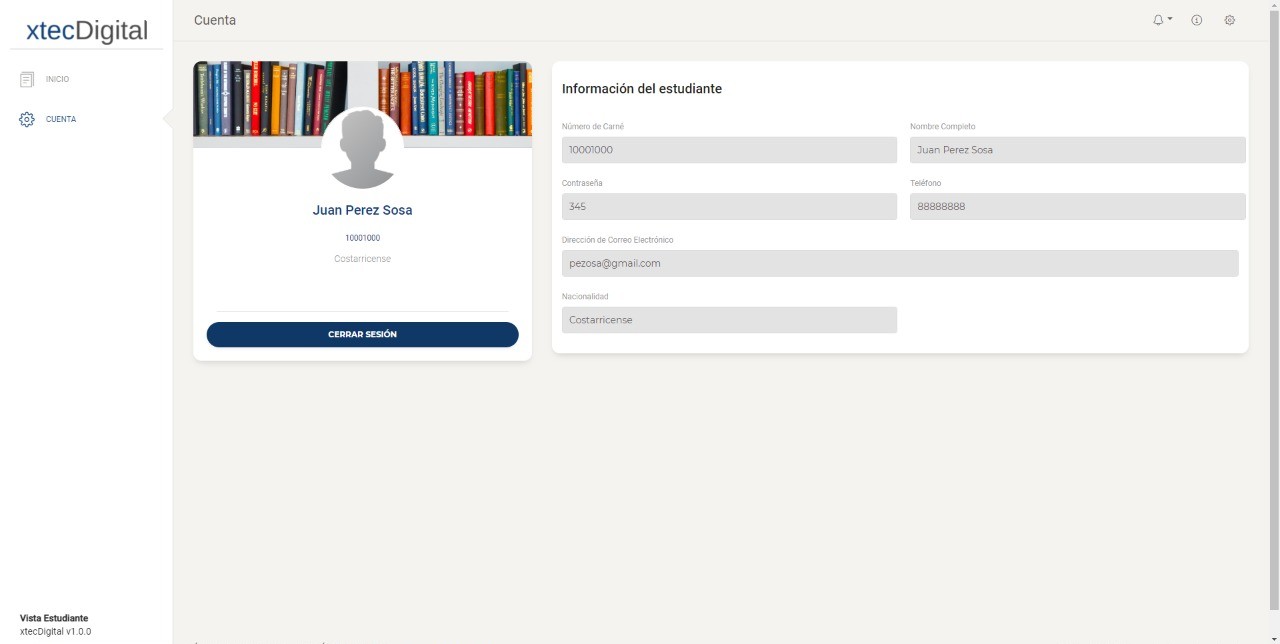 xtecDigital
Cuenta
INICIO
CUENTA
Juan Perez Sosa
10001000
Costarricense
CERRAR SESIÓN
Información del estudiante
Número de Carné
Nombre Completo
10001000
Juan Perez Sosa
Contraseña
Teléfono
345
88888888
Dirección de Correo Electrónico
pezosa@gmail.com
Nacionalidad
Costarricense
Vista Estudiante
xtecDigital v1.0.0